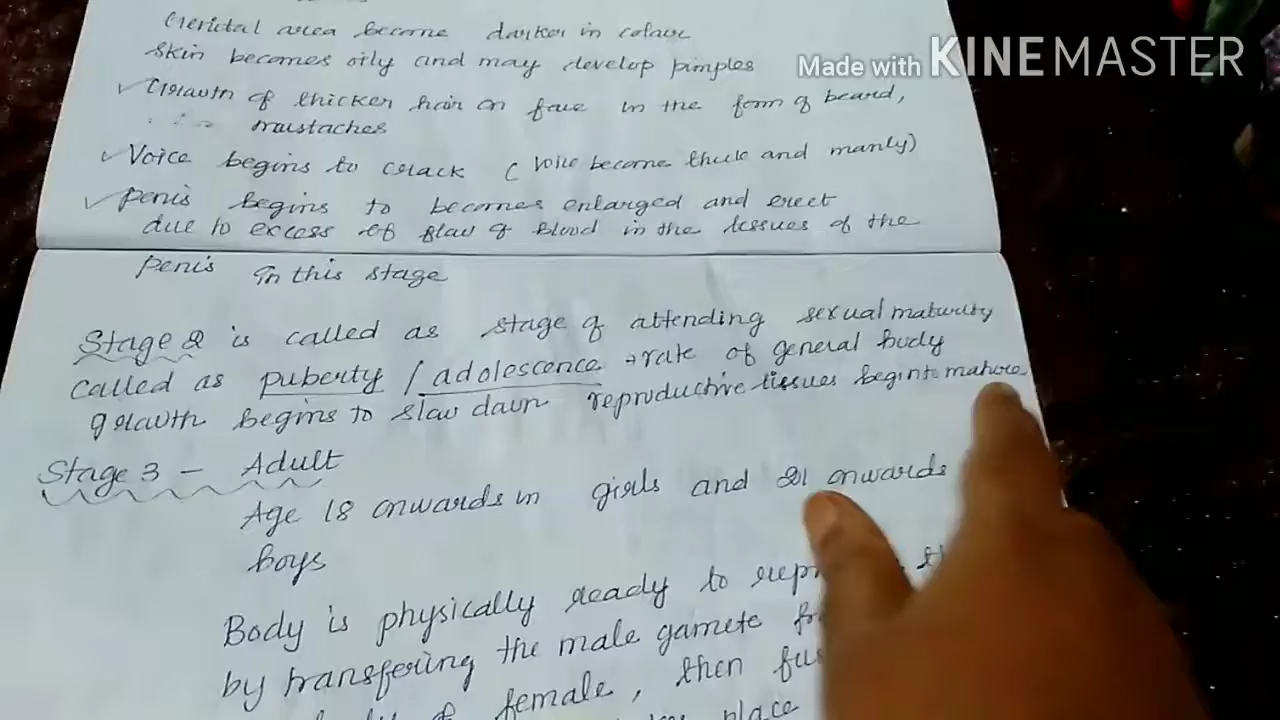 Genital area become darker in colour
Made with KINEMASTER
skin becomes oily and may develop pimples
Growth of thicker hair on face in the form of beard,
mustaches
Voice begins to crack ( Voice become thick and manly)
penis begins to becomes enlarged and erect
due to excess of flow of blood in the tissues of the
penis in this stage
Stage 2 is called as stage of attending sexual maturity
called as puberty / adolescence → rate of general body
growth begins to slow down reproductive tissues begin to mature
Stage 3 - Adult
Age 18 onwards in girls and 21 onwards
boys
Body is physically ready to
by transfering the male gamete
female, then
place